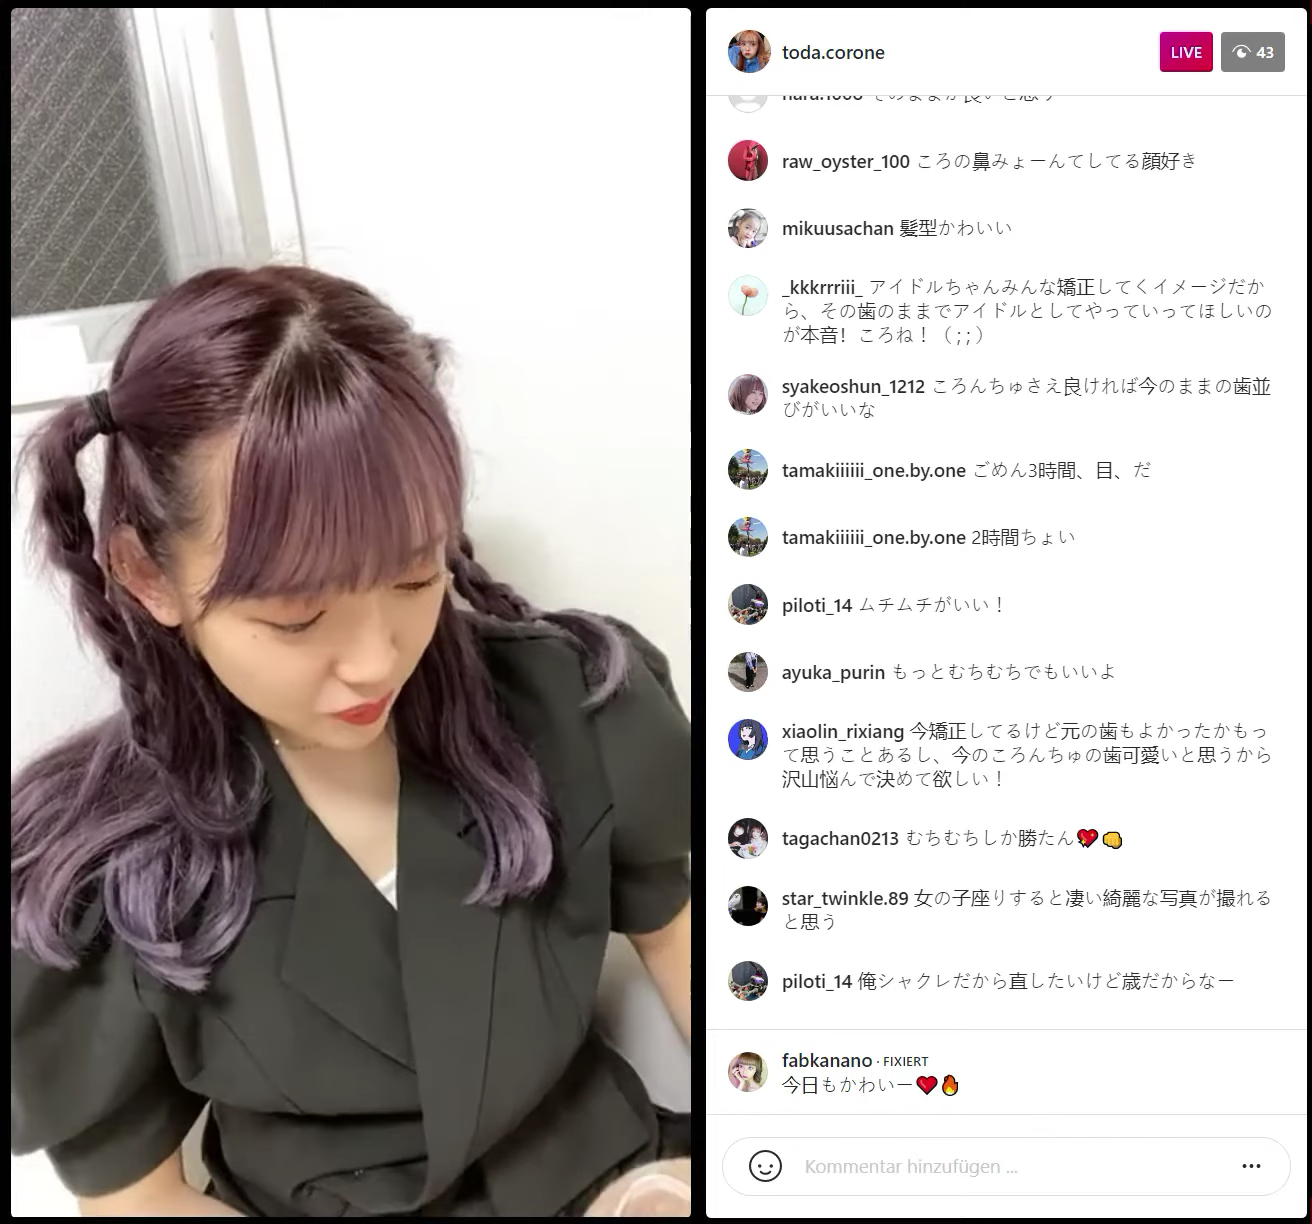 toda.corone
LIVE
43
raw_oyster_100 ころの鼻みょーんてしてる顔好き
mikuusachan 髪型かわいい
_kkkrrriii_ アイドルちゃんみんな矯正してくイメージだか
ら、その歯のままでアイドルとしてやっていってほしいの
が本音！ころね！（ ; ; ）
syakeoshun_1212 ころんちゅさえ良ければ今のままの歯並
びがいいな
tamakiiiiii_one.by.one ごめん3時間、目、だ
tamakiiiiii_one.by.one 2時間ちょい
piloti_14 ムチムチがいい！
ayuka_purin もっとむちむちでもいいよ
xiaolin_rixiang 今矯正してるけど元の歯もよかったかもっ
て思うことあるし、今のころんちゅの歯可愛いと思うから
沢山悩んで決めて欲しい！
tagachan0213 むちむちしか勝たん💖👊
star_twinkle.89 女の子座りすると凄い綺麗な写真が撮れる
と思う
piloti_14 俺シャクレだから直したいけど歳だからなー
fabkanano · FIXIERT
今日もかわいー❤️🔥
Kommentar hinzufügen ...